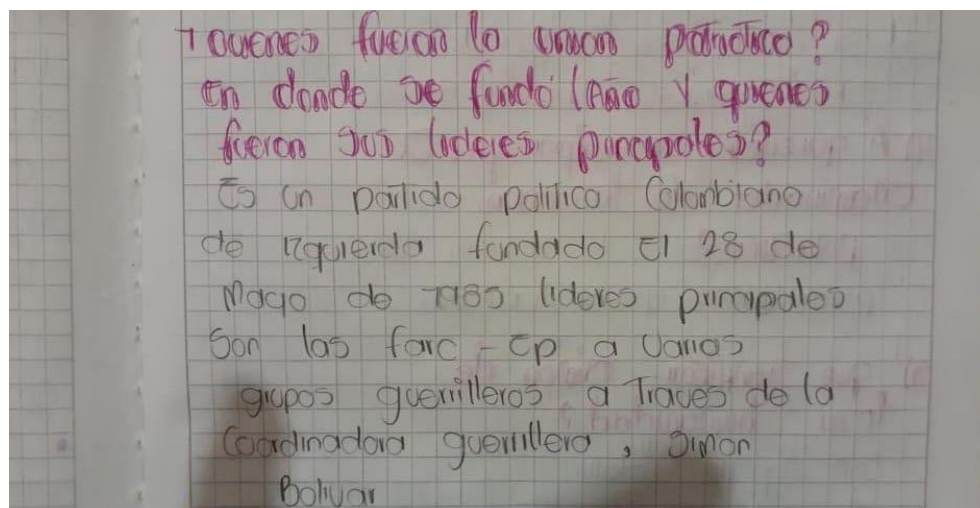 1 Quienes fueron la union patriotica?
En donde se fundó (Año y quienes
fueron sus lideres principales?
Es un partido politico Colombiano
de izquierda fundado El 28 de
Mayo de 1985 lideres principales
Son las farc - Ep a varios
grupos guerrilleros a Traves de la
Coordinadora guerrillera, Simon
Bolivar